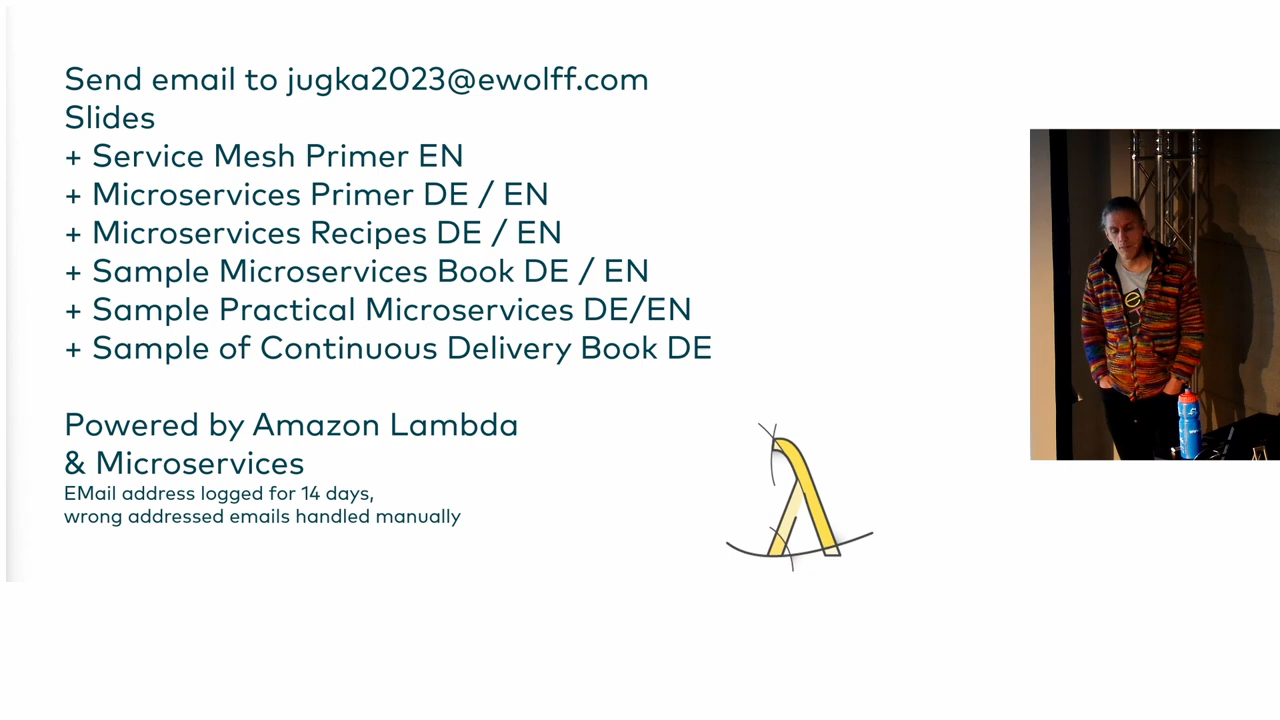 Send email to jugka2023@ewolff.com
Slides
+ Service Mesh Primer EN
+ Microservices Primer DE / EN
+ Microservices Recipes DE / EN
+ Sample Microservices Book DE / EN
+ Sample Practical Microservices DE/EN
+ Sample of Continuous Delivery Book DE
Powered by Amazon Lambda
& Microservices
EMail address logged for 14 days,
wrong addressed emails handled manually